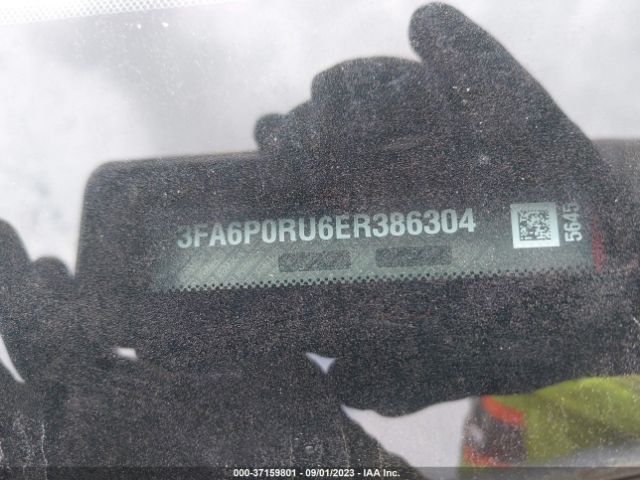 3FA6P0RU6ER386304
5645
000-37159801 - 09/01/2023 - IAA Inc.